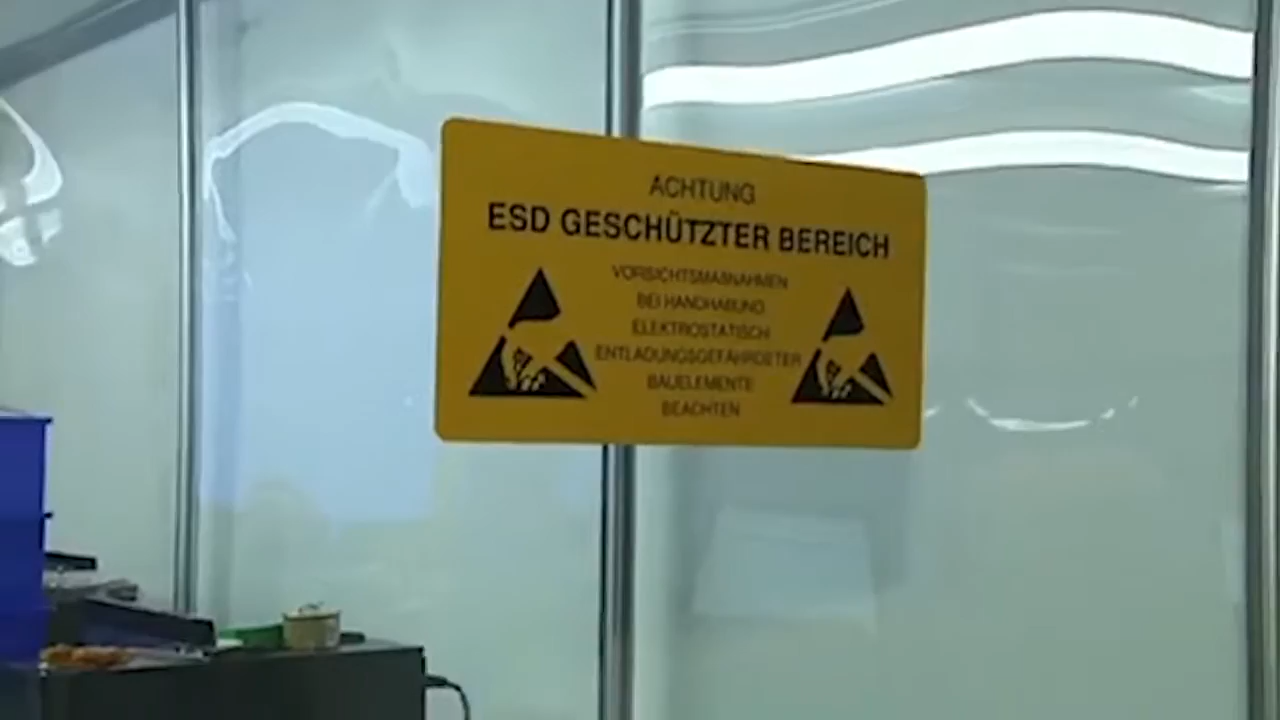 ACHTUNG
ESD GESCHÜTZTER BEREICH
VORSICHTSMAßNAHMEN
BEI HANDHABUNG
ELEKTROSTATISCH
ENTLADUNGSGEFÄHRDETER
BAUELEMENTE
BEACHTEN